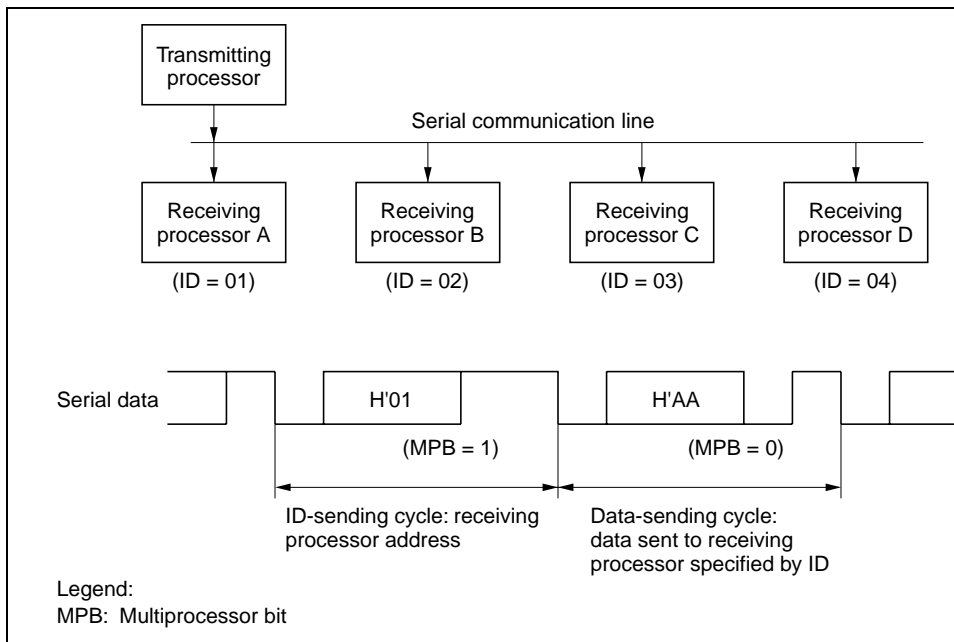 Transmitting
processor
Serial communication line
Receiving
processor A
Receiving
processor B
Receiving
processor C
Receiving
processor D
(ID = 01)
(ID = 02)
(ID = 03)
(ID = 04)
Serial data
H'01
H'AA
(MPB = 1)
(MPB = 0)
ID-sending cycle: receiving
processor address
Data-sending cycle:
data sent to receiving
processor specified by ID
Legend:
MPB: Multiprocessor bit